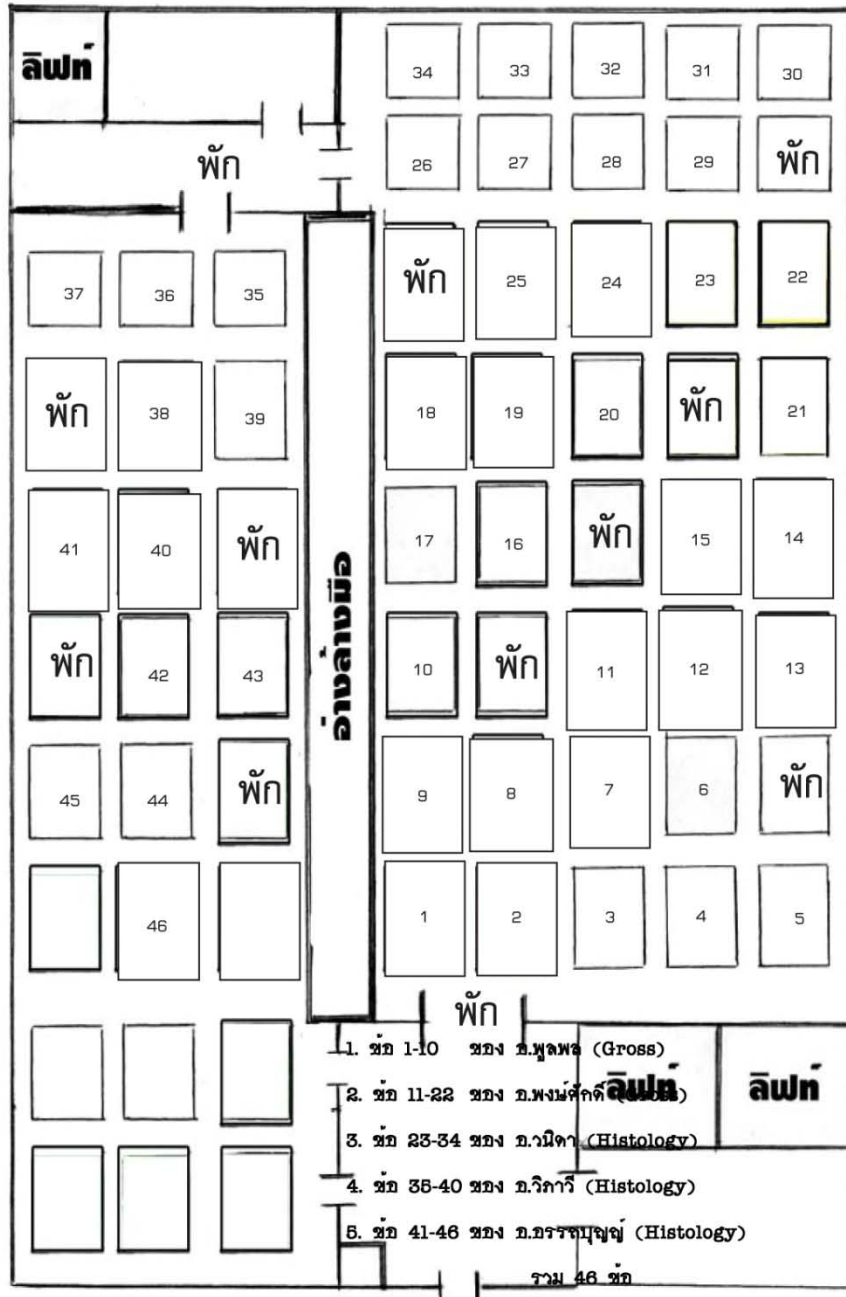 ลิฟท์
34 33 32 31 30
พัก
26 27 28 29 พัก
37 36 35
พัก 25 24 23 22
พัก 38 39
18 19 20 พัก 21
41 40 พัก
17 16 พัก 15 14
อ่างล้างมือ
พัก 42 43
10 พัก 11 12 13
45 44 พัก
9 8 7 6 พัก
46
1 2 3 4 5
พัก
1. ข้อ 1-10 ของ อ.พูลพล (Gross)
ลิฟท์ ลิฟท์
2. ข้อ 11-22 ของ อ.พงษ์ศักดิ์ (Gross)
3. ข้อ 23-34 ของ อ.วนิดา (Histology)
4. ข้อ 35-40 ของ อ.วิภาวี (Histology)
5. ข้อ 41-46 ของ อ.อรรถบุญญ์ (Histology)
รวม 46 ข้อ